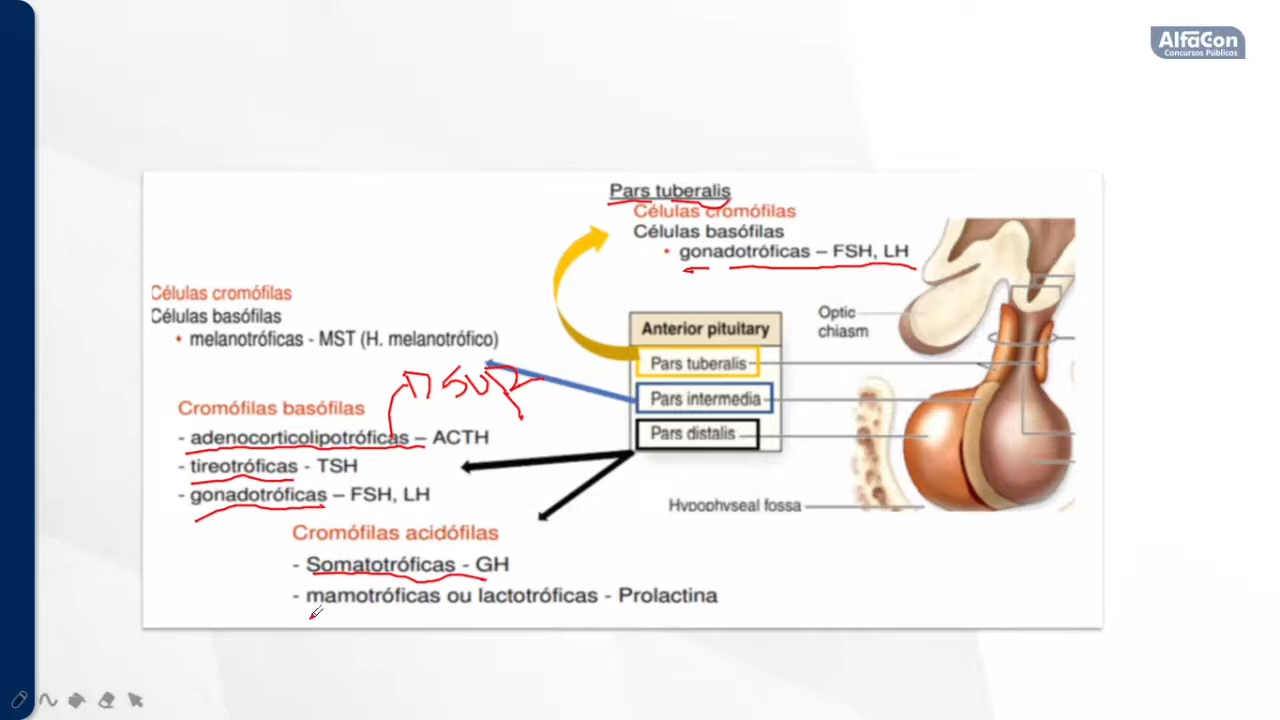 AlfaCon
Concursos Públicos
Pars tuberalis
Células cromófilas
Células basófilas
• gonadotróficas – FSH, LH
Células cromófilas
Células basófilas
• melanotróficas - MST (H. melanotrófico)
Optic
chiasm
Anterior pituitary
Pars tuberalis
Pars intermedia
Pars distalis
Hypophyseal fossa
Cromófilas basófilas
- adenocorticolipotróficas – ACTH
- tireotróficas - TSH
- gonadotróficas – FSH, LH
Cromófilas acidófilas
- Somatotróficas - GH
- mamotróficas ou lactotróficas - Prolactina